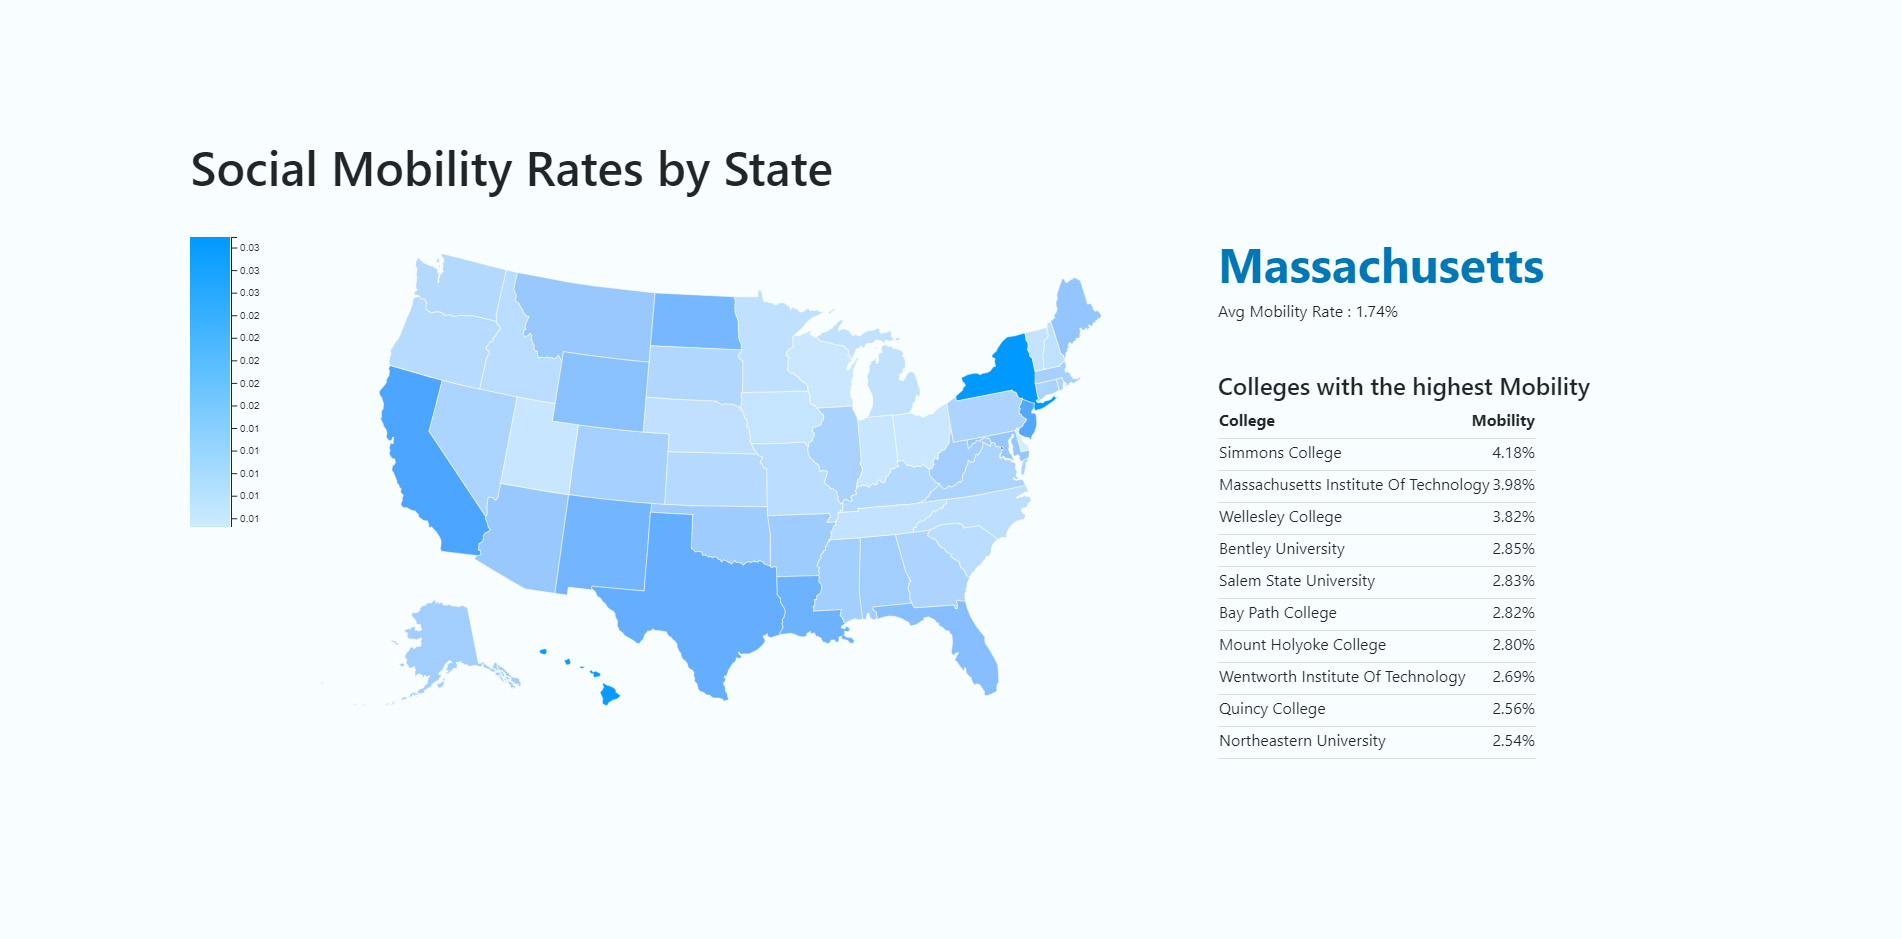 Social Mobility Rates by State
0.03
0.03
0.03
0.02
0.02
0.02
0.02
0.02
0.01
0.01
0.01
0.01
0.01
Massachusetts
Avg Mobility Rate : 1.74%
Colleges with the highest Mobility
College Mobility
Simmons College 4.18%
Massachusetts Institute Of Technology 3.98%
Wellesley College 3.82%
Bentley University 2.85%
Salem State University 2.83%
Bay Path College 2.82%
Mount Holyoke College 2.80%
Wentworth Institute Of Technology 2.69%
Quincy College 2.56%
Northeastern University 2.54%